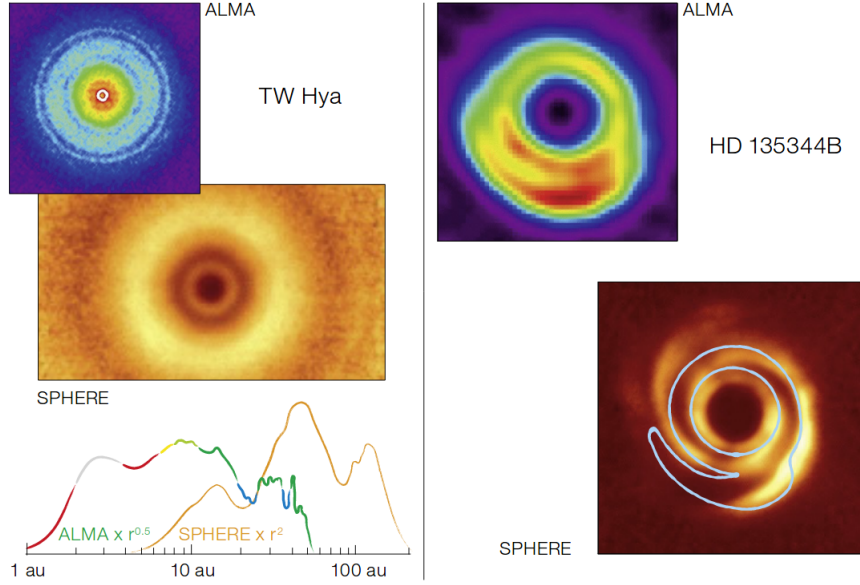 ALMA
TW Hya
SPHERE
ALMA x r^0.5
SPHERE x r^2
1 au
10 au
100 au
ALMA
HD 135344B
SPHERE